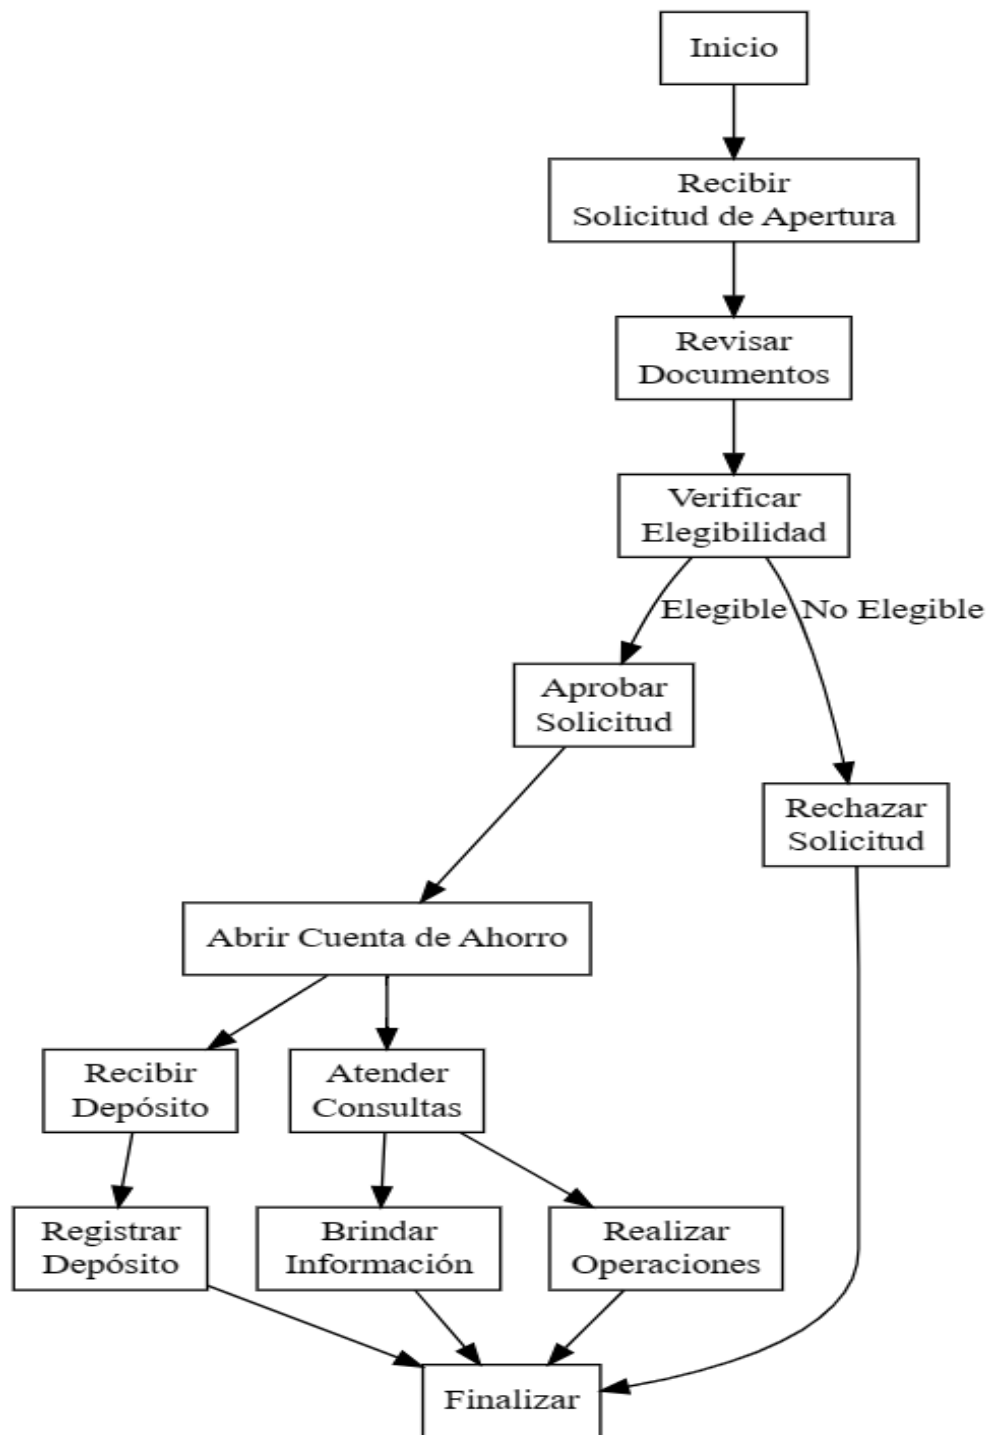 Inicio
Recibir
Solicitud de Apertura
Revisar
Documentos
Verificar
Elegibilidad
Elegible
No Elegible
Aprobar
Solicitud
Rechazar
Solicitud
Abrir Cuenta de Ahorro
Recibir
Depósito
Atender
Consultas
Registrar
Depósito
Brindar
Información
Realizar
Operaciones
Finalizar